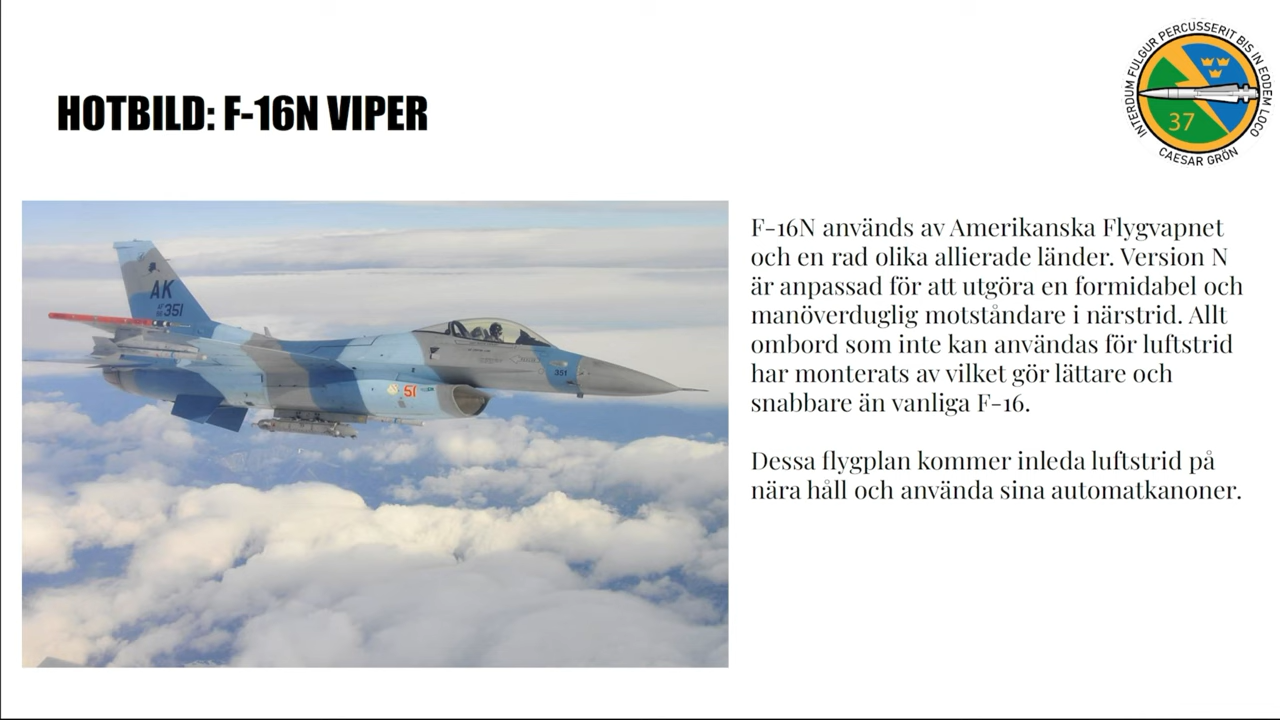 HOTBILD: F-16N VIPER
INTERDUM FULGUR PERCUSSERIT BIS IN EODEM LOCO
37
CAESAR GRÖN
AK
AF
351
351
51
F-16N används av Amerikanska Flygvapnet
och en rad olika allierade länder. Version N
är anpassad för att utgöra en formidabel och
manöverduglig motståndare i närstrid. Allt
ombord som inte kan användas för luftstrid
har monterats av vilket gör lättare och
snabbare än vanliga F-16.
Dessa flygplan kommer inleda luftstrid på
nära håll och använda sina automatkanoner.